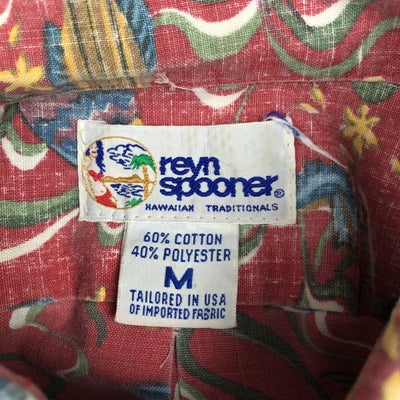 reyn
spooner®
HAWAIIAN TRADITIONALS
60% COTTON
40% POLYESTER
M
TAILORED IN USA
OF IMPORTED FABRIC